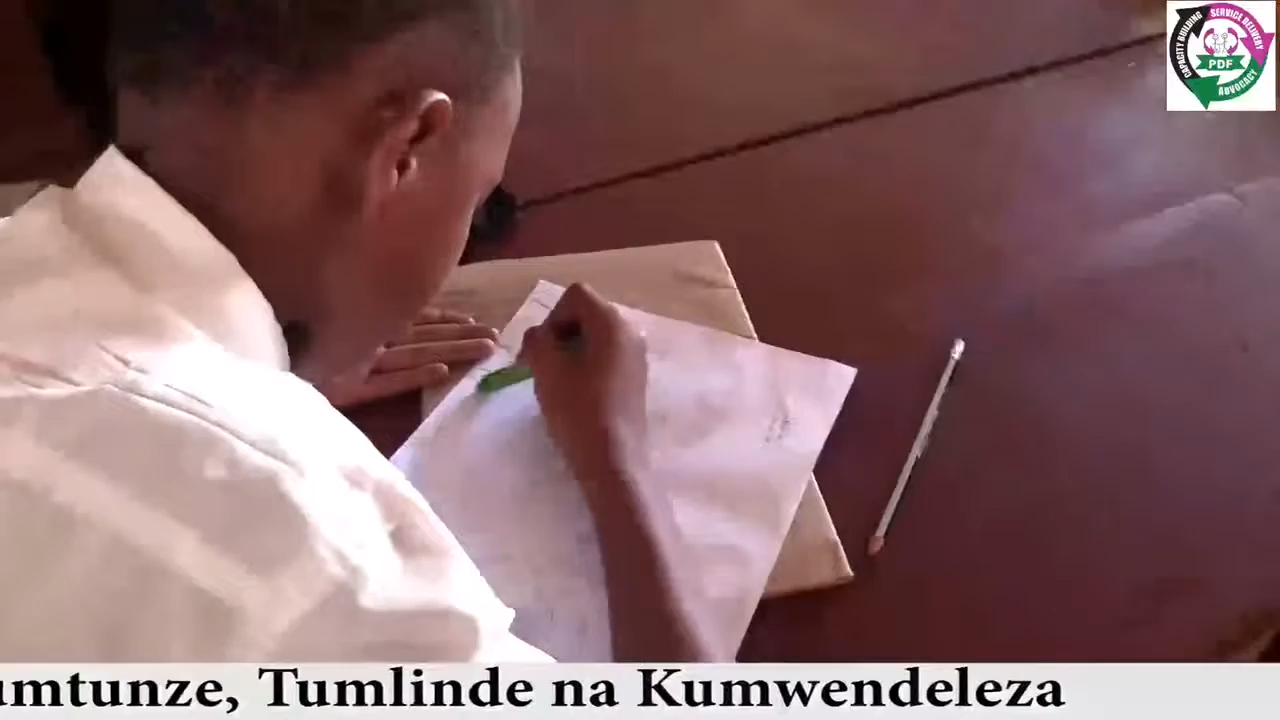 CAPACITY BUILDING
SERVICE DELIVERY
PDF
ADVOCACY
umtunze, Tumlinde na Kumwendeleza